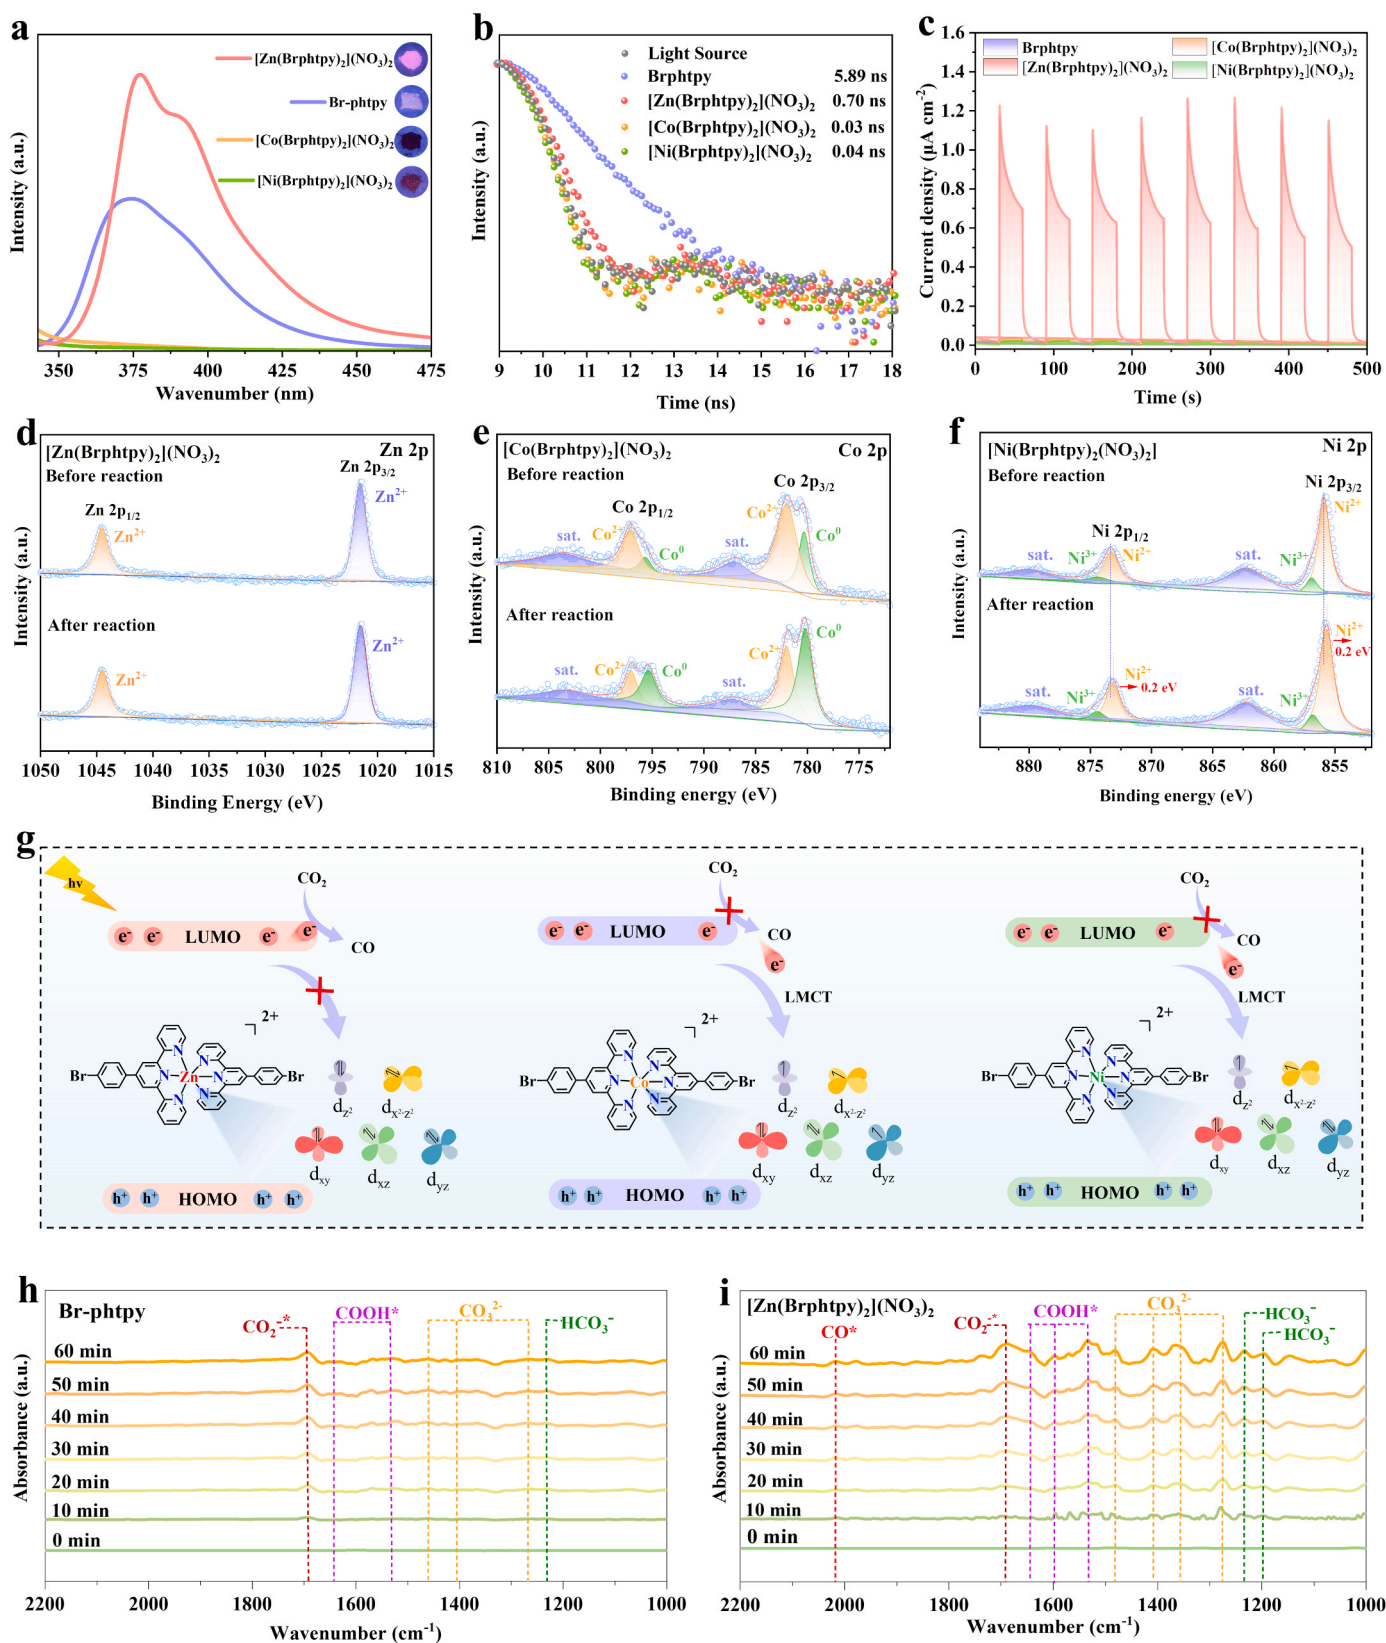 a
[Zn(Brphtpy)₂](NO₃)₂
Br-phtpy
[Co(Brphtpy)₂](NO₃)₂
[Ni(Brphtpy)₂](NO₃)₂
Intensity (a.u.)
350 375 400 425 450 475
Wavenumber (nm)
b
Light Source
Brphtpy 5.89 ns
[Zn(Brphtpy)₂](NO₃)₂ 0.70 ns
[Co(Brphtpy)₂](NO₃)₂ 0.03 ns
[Ni(Brphtpy)₂](NO₃)₂ 0.04 ns
Intensity (a.u.)
9 10 11 12 13 14 15 16 17 18
Time (ns)
c
Brphtpy
[Co(Brphtpy)₂](NO₃)₂
[Zn(Brphtpy)₂](NO₃)₂
[Ni(Brphtpy)₂](NO₃)₂
Current density (μA cm⁻²)
1.6
1.4
1.2
1.0
0.8
0.6
0.4
0.2
0.0
0 100 200 300 400 500
Time (s)
d
[Zn(Brphtpy)₂](NO₃)₂
Zn 2p
Before reaction
Zn 2p₃/₂
Zn²⁺
Zn 2p₁/₂
Zn²⁺
After reaction
Zn²⁺
Zn²⁺
Intensity (a.u.)
1050 1045 1040 1035 1030 1025 1020 1015
Binding Energy (eV)
e
[Co(Brphtpy)₂](NO₃)₂
Co 2p
Before reaction
Co 2p₃/₂
Co 2p₁/₂
Co²⁺
Co²⁺
sat.
Co⁰
sat.
Co⁰
After reaction
Co⁰
Co²⁺
Co²⁺
Co⁰
sat.
sat.
Intensity (a.u.)
810 805 800 795 790 785 780 775
Binding energy (eV)
f
[Ni(Brphtpy)₂(NO₃)₂]
Ni 2p
Before reaction
Ni 2p₃/₂
Ni²⁺
Ni 2p₁/₂
sat.
Ni³⁺
Ni²⁺
sat.
Ni³⁺
After reaction
Ni²⁺
0.2 eV
Ni²⁺
0.2 eV
sat.
Ni³⁺
sat.
Ni³⁺
Intensity (a.u.)
880 875 870 865 860 855
Binding energy (eV)
g
hv
CO₂
e⁻ e⁻ LUMO e⁻ e⁻
CO
2+
Br
N N N Zn N N N
Br
d_z²
d_x²-z²
d_xy
d_xz
d_yz
h⁺ h⁺ HOMO h⁺ h⁺
CO₂
e⁻ e⁻ LUMO e⁻
CO
e⁻
LMCT
2+
Br
N N N Co N N N
Br
d_z²
d_x²-z²
d_xy
d_xz
d_yz
h⁺ h⁺ HOMO h⁺ h⁺
CO₂
e⁻ e⁻ LUMO e⁻
CO
e⁻
LMCT
2+
Br
N N N Ni N N N
Br
d_z²
d_x²-z²
d_xy
d_xz
d_yz
h⁺ h⁺ HOMO h⁺ h⁺
h
Br-phtpy
CO₂⁻*
COOH*
CO₃²⁻
HCO₃⁻
60 min
50 min
40 min
30 min
20 min
10 min
0 min
Absorbance (a.u.)
2200 2000 1800 1600 1400 1200 1000
Wavenumber (cm⁻¹)
i
[Zn(Brphtpy)₂](NO₃)₂
CO*
CO₂⁻*
COOH*
CO₃²⁻
HCO₃⁻
HCO₃⁻
60 min
50 min
40 min
30 min
20 min
10 min
0 min
Absorbance (a.u.)
2200 2000 1800 1600 1400 1200 1000
Wavenumber (cm⁻¹)